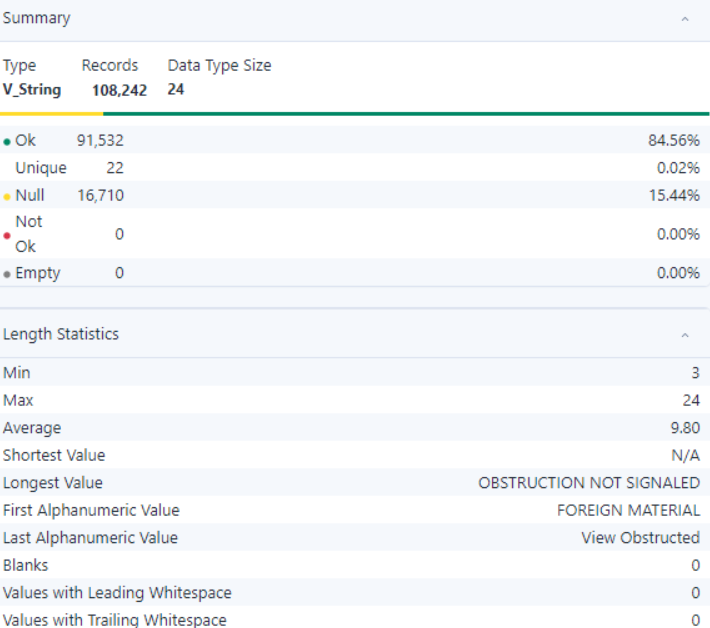 Summary
Type Records Data Type Size
V_String 108,242 24
Ok 91,532 84.56%
Unique 22 0.02%
Null 16,710 15.44%
Not
Ok 0 0.00%
Empty 0 0.00%
Length Statistics
Min 3
Max 24
Average 9.80
Shortest Value N/A
Longest Value OBSTRUCTION NOT SIGNALED
First Alphanumeric Value FOREIGN MATERIAL
Last Alphanumeric Value View Obstructed
Blanks 0
Values with Leading Whitespace 0
Values with Trailing Whitespace 0